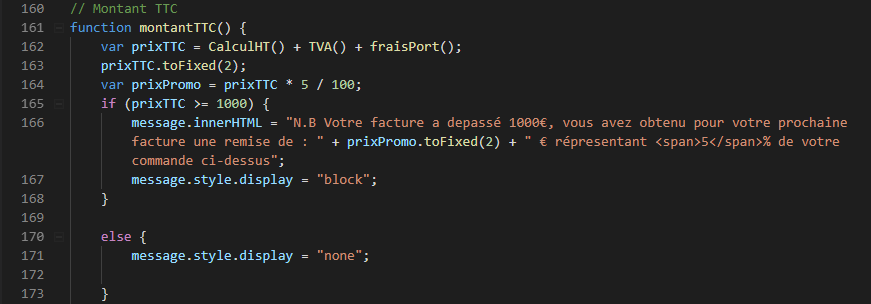 160 // Montant TTC
161 function montantTTC() {
162 var prixTTC = CalculHT() + TVA() + fraisPort();
163 prixTTC.toFixed(2);
164 var prixPromo = prixTTC * 5 / 100;
165 if (prixTTC >= 1000) {
166 message.innerHTML = "N.B Votre facture a depassé 1000€, vous avez obtenu pour votre prochaine
facture une remise de : " + prixPromo.toFixed(2) + " € répresentant <span>5</span>% de votre
commande ci-dessus";
167 message.style.display = "block";
168 }
169
170 else {
171 message.style.display = "none";
172
173 }